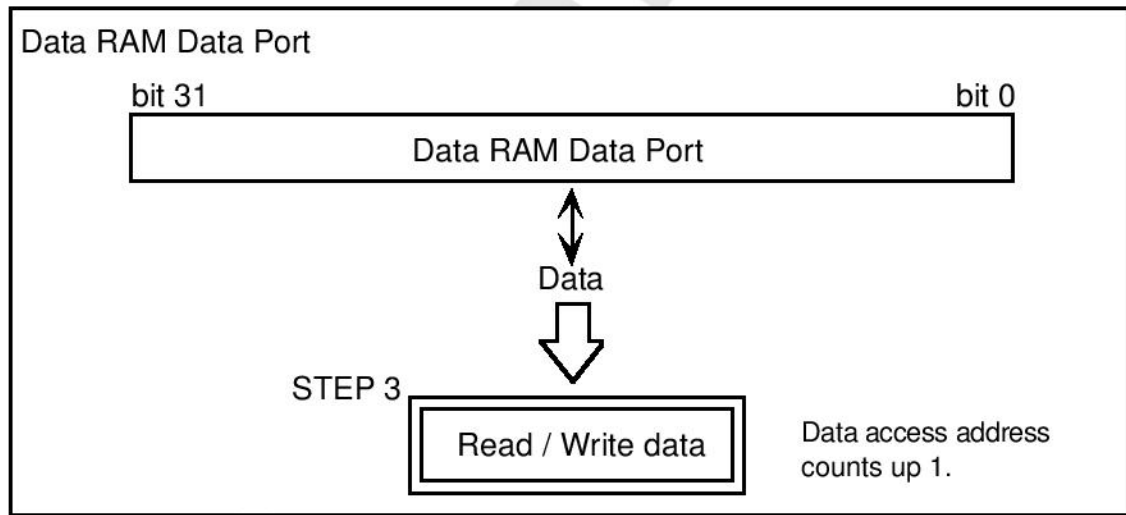 Data RAM Data Port
bit 31 bit 0
Data RAM Data Port
Data
STEP 3
Read / Write data
Data access address
counts up 1.